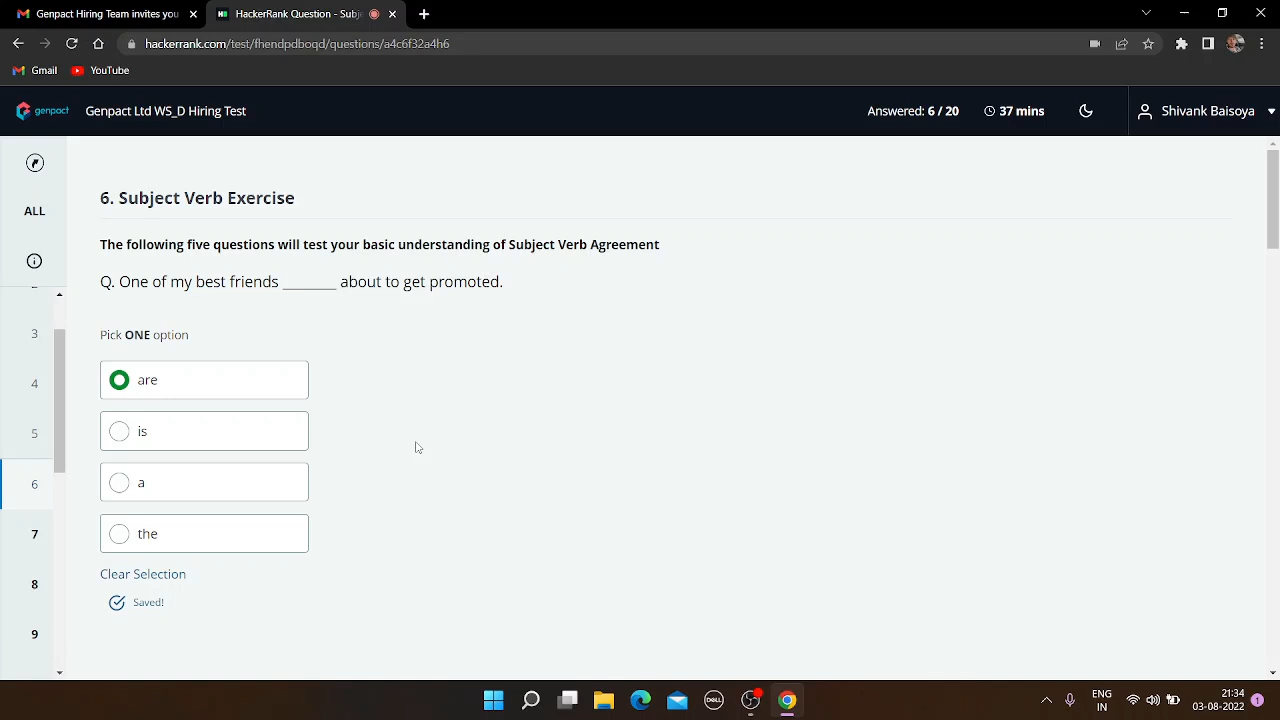 Genpact Hiring Team invites you
HackerRank Question - Subj
hackerrank.com/test/fhendpdboqd/questions/a4c6f32a4h6
Gmail
YouTube
genpact
Genpact Ltd WS_D Hiring Test
Answered: 6 / 20
37 mins
Shivank Baisoya
ALL
3
4
5
6
7
8
9
6. Subject Verb Exercise
The following five questions will test your basic understanding of Subject Verb Agreement
Q. One of my best friends _______ about to get promoted.
Pick ONE option
are
is
a
the
Clear Selection
Saved!
DELL
ENG
IN
21:34
03-08-2022
1